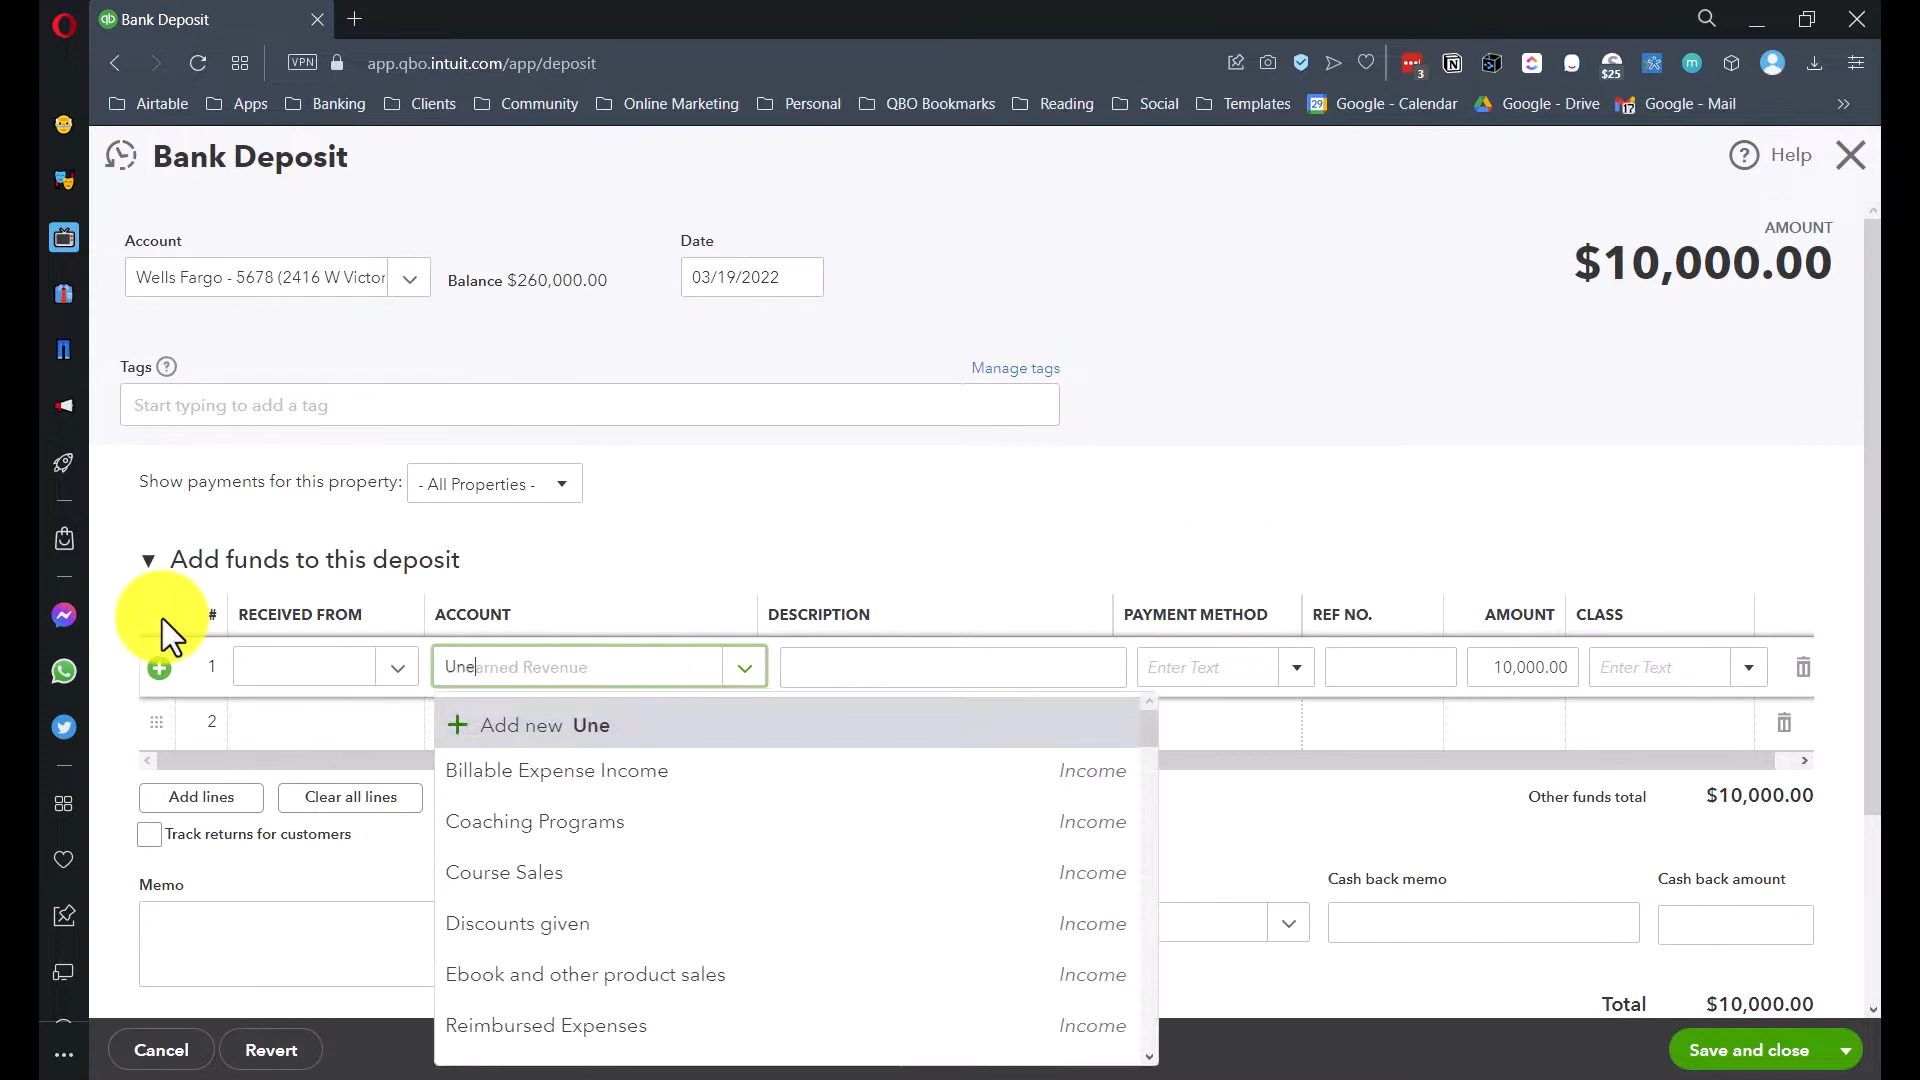 Bank Deposit
VPN
app.qbo.intuit.com/app/deposit
3
$25
Airtable
Apps
Banking
Clients
Community
Online Marketing
Personal
QBO Bookmarks
Reading
Social
Templates
29
Google - Calendar
Google - Drive
17
Google - Mail
Bank Deposit
Help
Account
Date
AMOUNT
Wells Fargo - 5678 (2416 W Victor
Balance $260,000.00
03/19/2022
$10,000.00
Tags
Manage tags
Start typing to add a tag
Show payments for this property:
- All Properties -
Add funds to this deposit
# RECEIVED FROM ACCOUNT DESCRIPTION PAYMENT METHOD REF NO. AMOUNT CLASS
1 Unearned Revenue Enter Text 10,000.00 Enter Text
2
+ Add new Une
Billable Expense Income Income
Coaching Programs Income
Course Sales Income
Discounts given Income
Ebook and other product sales Income
Reimbursed Expenses Income
Add lines
Clear all lines
Other funds total $10,000.00
Track returns for customers
Memo
Cash back memo
Cash back amount
Total $10,000.00
Cancel
Revert
Save and close